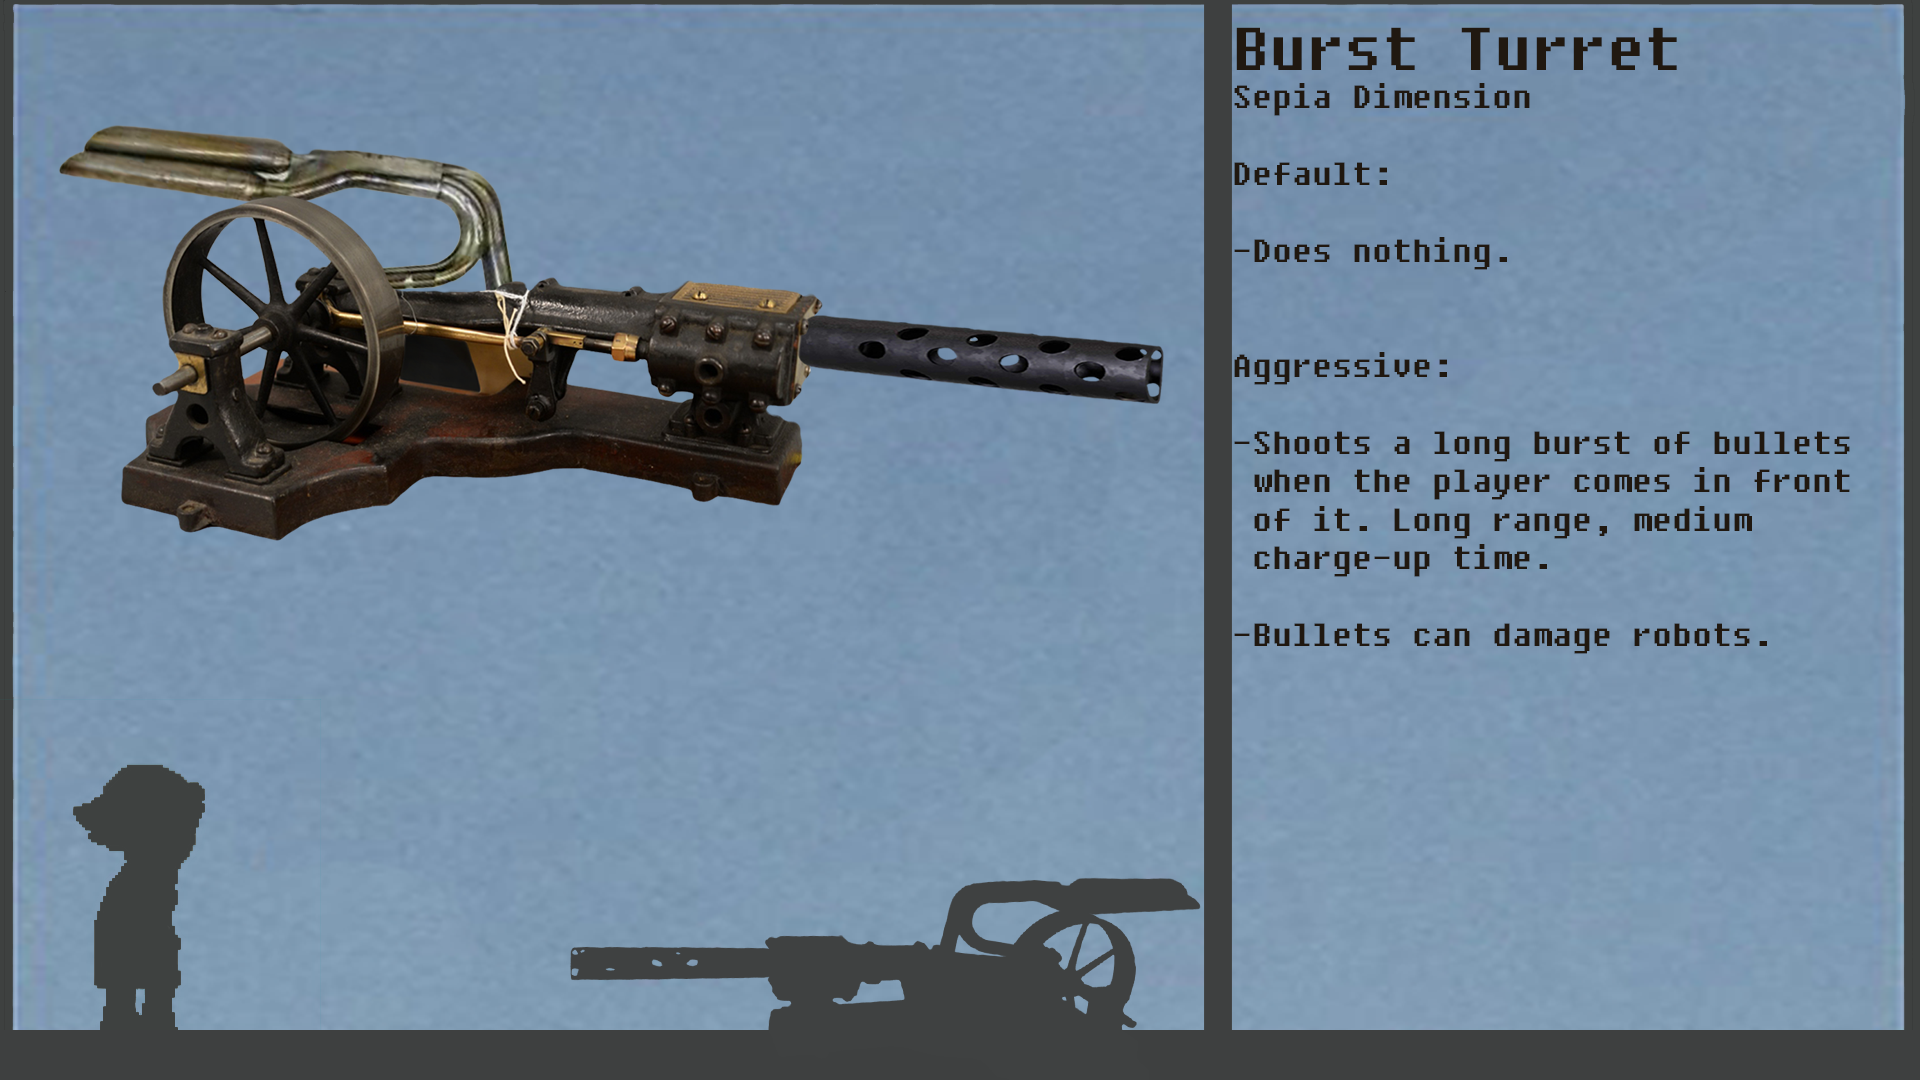 Burst Turret
Sepia Dimension
Default:
-Does nothing.
Aggressive:
-Shoots a long burst of bullets
when the player comes in front
of it. Long range, medium
charge-up time.
-Bullets can damage robots.